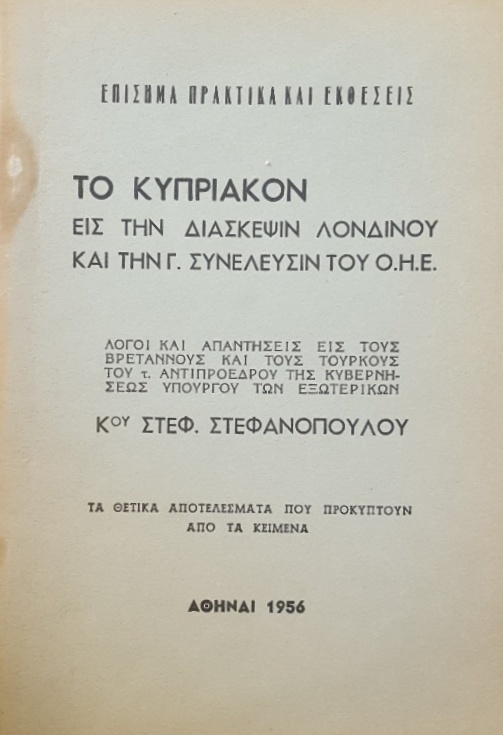 ΕΠΙΣΗΜΑ ΠΡΑΚΤΙΚΑ ΚΑΙ ΕΚΘΕΣΕΙΣ
ΤΟ ΚΥΠΡΙΑΚΟΝ
ΕΙΣ ΤΗΝ ΔΙΑΣΚΕΨΙΝ ΛΟΝΔΙΝΟΥ
ΚΑΙ ΤΗΝ Γ. ΣΥΝΕΛΕΥΣΙΝ ΤΟΥ Ο.Η.Ε.
ΛΟΓΟΙ ΚΑΙ ΑΠΑΝΤΗΣΕΙΣ ΕΙΣ ΤΟΥΣ
ΒΡΕΤΑΝΝΟΥΣ ΚΑΙ ΤΟΥΣ ΤΟΥΡΚΟΥΣ
ΤΟΥ τ. ΑΝΤΙΠΡΟΕΔΡΟΥ ΤΗΣ ΚΥΒΕΡΝΗ-
ΣΕΩΣ ΥΠΟΥΡΓΟΥ ΤΩΝ ΕΞΩΤΕΡΙΚΩΝ
ΚΟΥ ΣΤΕΦ. ΣΤΕΦΑΝΟΠΟΥΛΟΥ
ΤΑ ΘΕΤΙΚΑ ΑΠΟΤΕΛΕΣΜΑΤΑ ΠΟΥ ΠΡΟΚΥΠΤΟΥΝ
ΑΠΟ ΤΑ ΚΕΙΜΕΝΑ
ΑΘΗΝΑΙ 1956